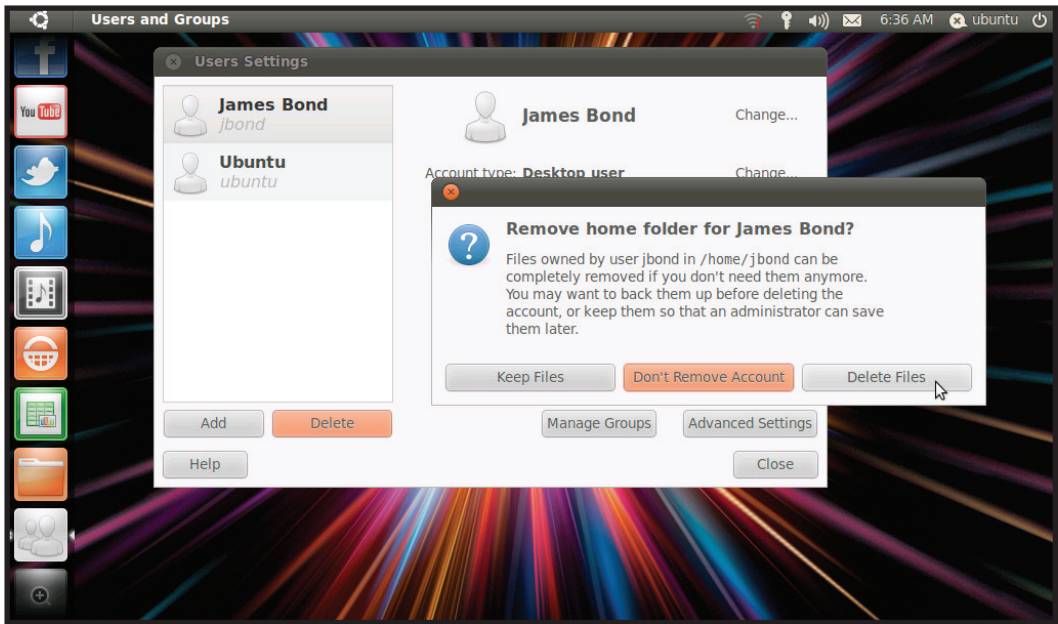 Users and Groups
6:36 AM
ubuntu
f
You Tube
Users Settings
James Bond
jbond
Ubuntu
ubuntu
James Bond
Change...
Account type: Desktop user
Change...
Remove home folder for James Bond?
Files owned by user jbond in /home/jbond can be
completely removed if you don't need them anymore.
You may want to back them up before deleting the
account, or keep them so that an administrator can save
them later.
Keep Files
Don't Remove Account
Delete Files
Add
Delete
Manage Groups
Advanced Settings
Help
Close